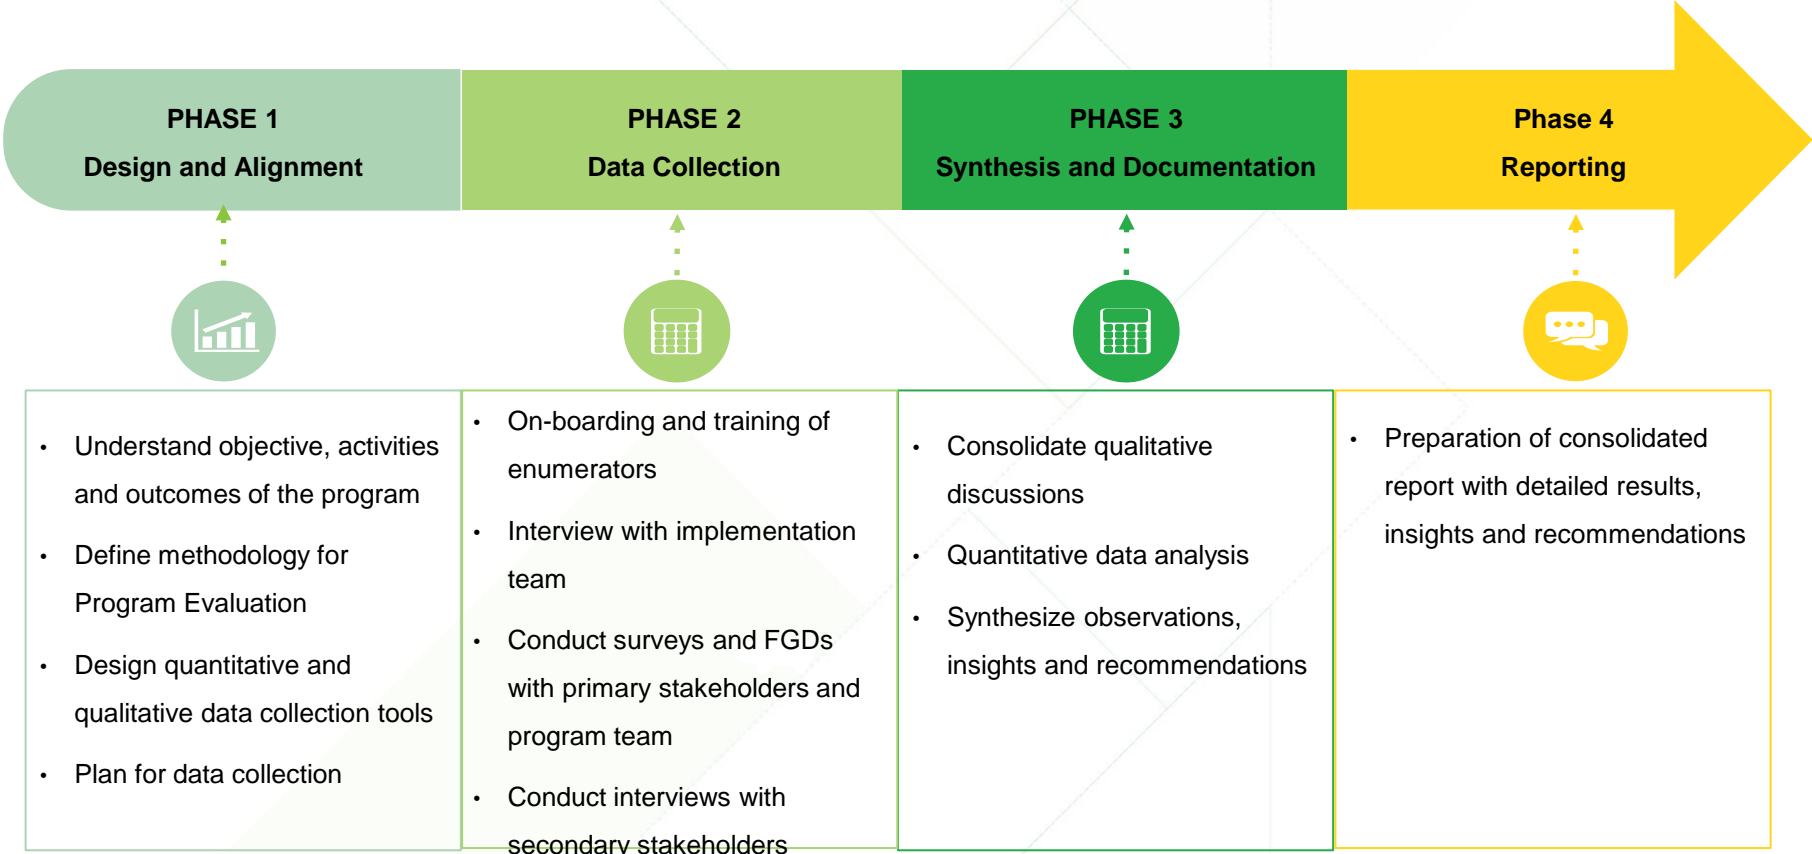 PHASE 1
Design and Alignment
PHASE 2
Data Collection
PHASE 3
Synthesis and Documentation
Phase 4
Reporting
• Understand objective, activities
and outcomes of the program
• Define methodology for
Program Evaluation
• Design quantitative and
qualitative data collection tools
• Plan for data collection
• On-boarding and training of
enumerators
• Interview with implementation
team
• Conduct surveys and FGDs
with primary stakeholders and
program team
• Conduct interviews with
secondary stakeholders
• Consolidate qualitative
discussions
• Quantitative data analysis
• Synthesize observations,
insights and recommendations
• Preparation of consolidated
report with detailed results,
insights and recommendations